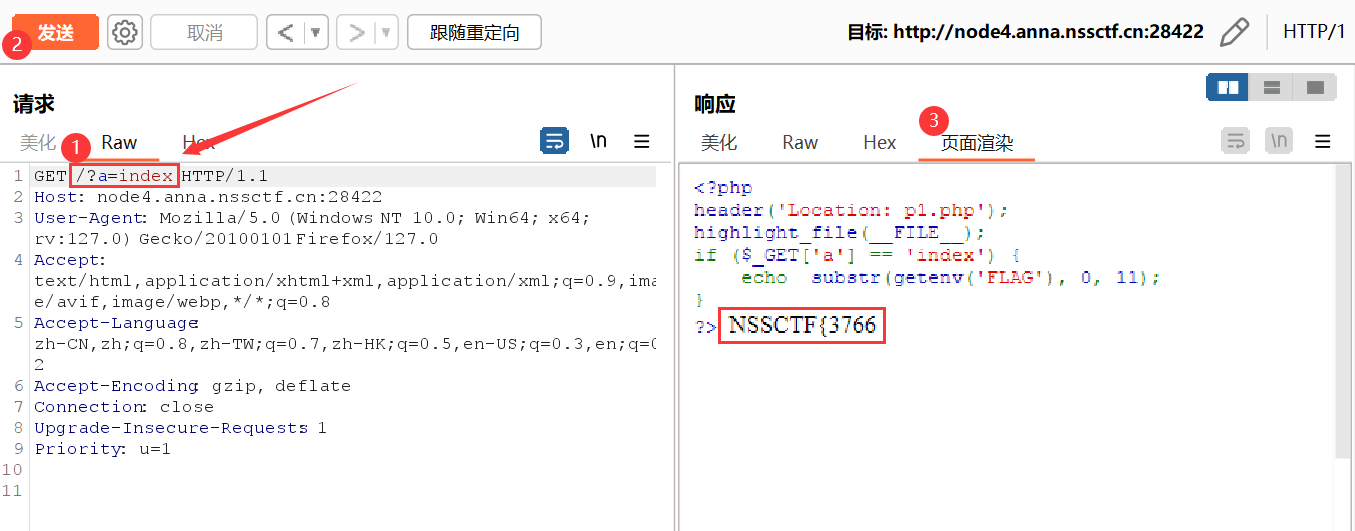 发送 取消 < ▼ > ▼ 跟随重定向 目标: http://node4.anna.nssctf.cn:28422 HTTP/1
2
请求
美化 Raw Hex \n
1
1 GET /?a=index HTTP/1.1
2 Host: node4.anna.nssctf.cn:28422
3 User-Agent: Mozilla/5.0 (Windows NT 10.0; Win64; x64;
rv:127.0) Gecko/20100101 Firefox/127.0
4 Accept:
text/html,application/xhtml+xml,application/xml;q=0.9,ima
e/avif,image/webp,*/*;q=0.8
5 Accept-Language:
zh-CN,zh;q=0.8,zh-TW;q=0.7,zh-HK;q=0.5,en-US;q=0.3,en;q=0
2
6 Accept-Encoding: gzip, deflate
7 Connection: close
8 Upgrade-Insecure-Requests: 1
9 Priority: u=1
10
11
响应
3
美化 Raw Hex 页面渲染 \n
<?php
header('Location: p1.php');
highlight_file(__FILE__);
if ($_GET['a'] == 'index') {
echo substr(getenv('FLAG'), 0, 11);
}
?> NSSCTF{3766